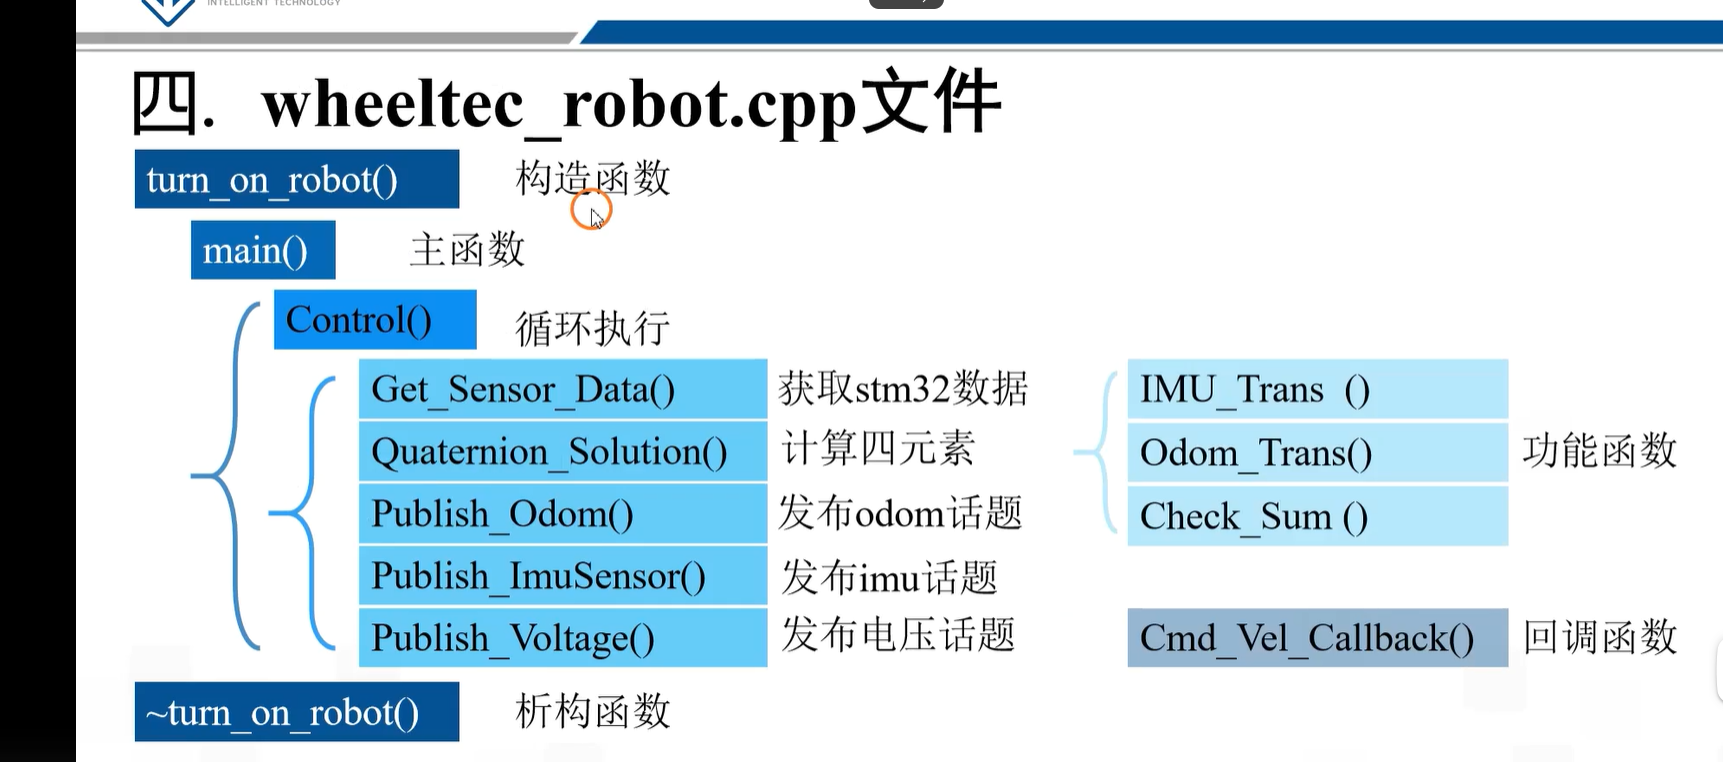 INTELLIGENT TECHNOLOGY
四. wheeltec_robot.cpp文件
turn_on_robot() 构造函数
main() 主函数
Control() 循环执行
Get_Sensor_Data() 获取stm32数据 IMU_Trans ()
Quaternion_Solution() 计算四元素 Odom_Trans() 功能函数
Publish_Odom() 发布odom话题 Check_Sum ()
Publish_ImuSensor() 发布imu话题
Publish_Voltage() 发布电压话题 Cmd_Vel_Callback() 回调函数
~turn_on_robot() 析构函数